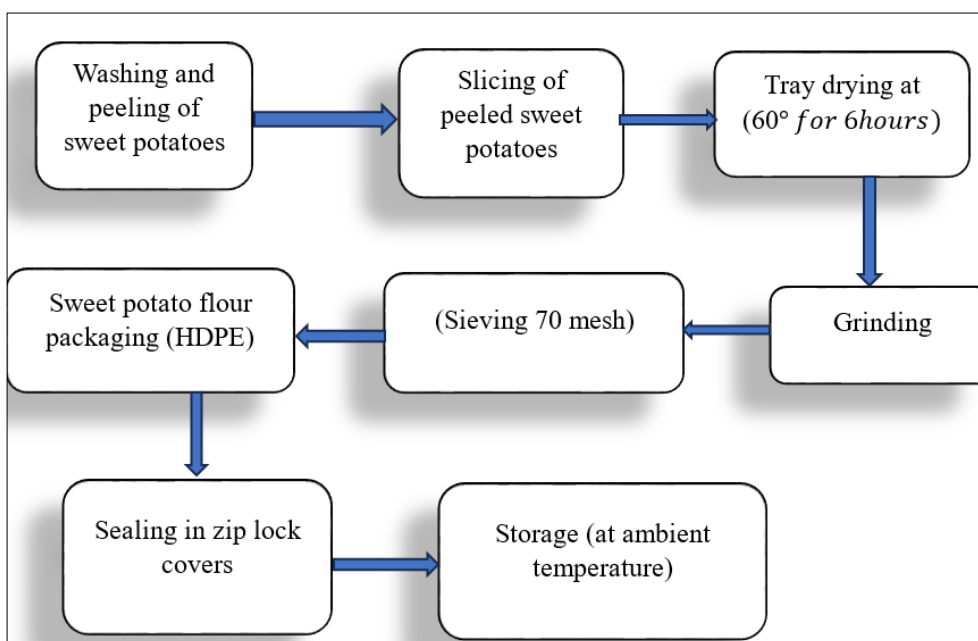 Washing and
peeling of
sweet potatoes
Slicing of
peeled sweet
potatoes
Tray drying at
(60° for 6hours)
Grinding
(Sieving 70 mesh)
Sweet potato flour
packaging (HDPE)
Sealing in zip lock
covers
Storage (at ambient
temperature)